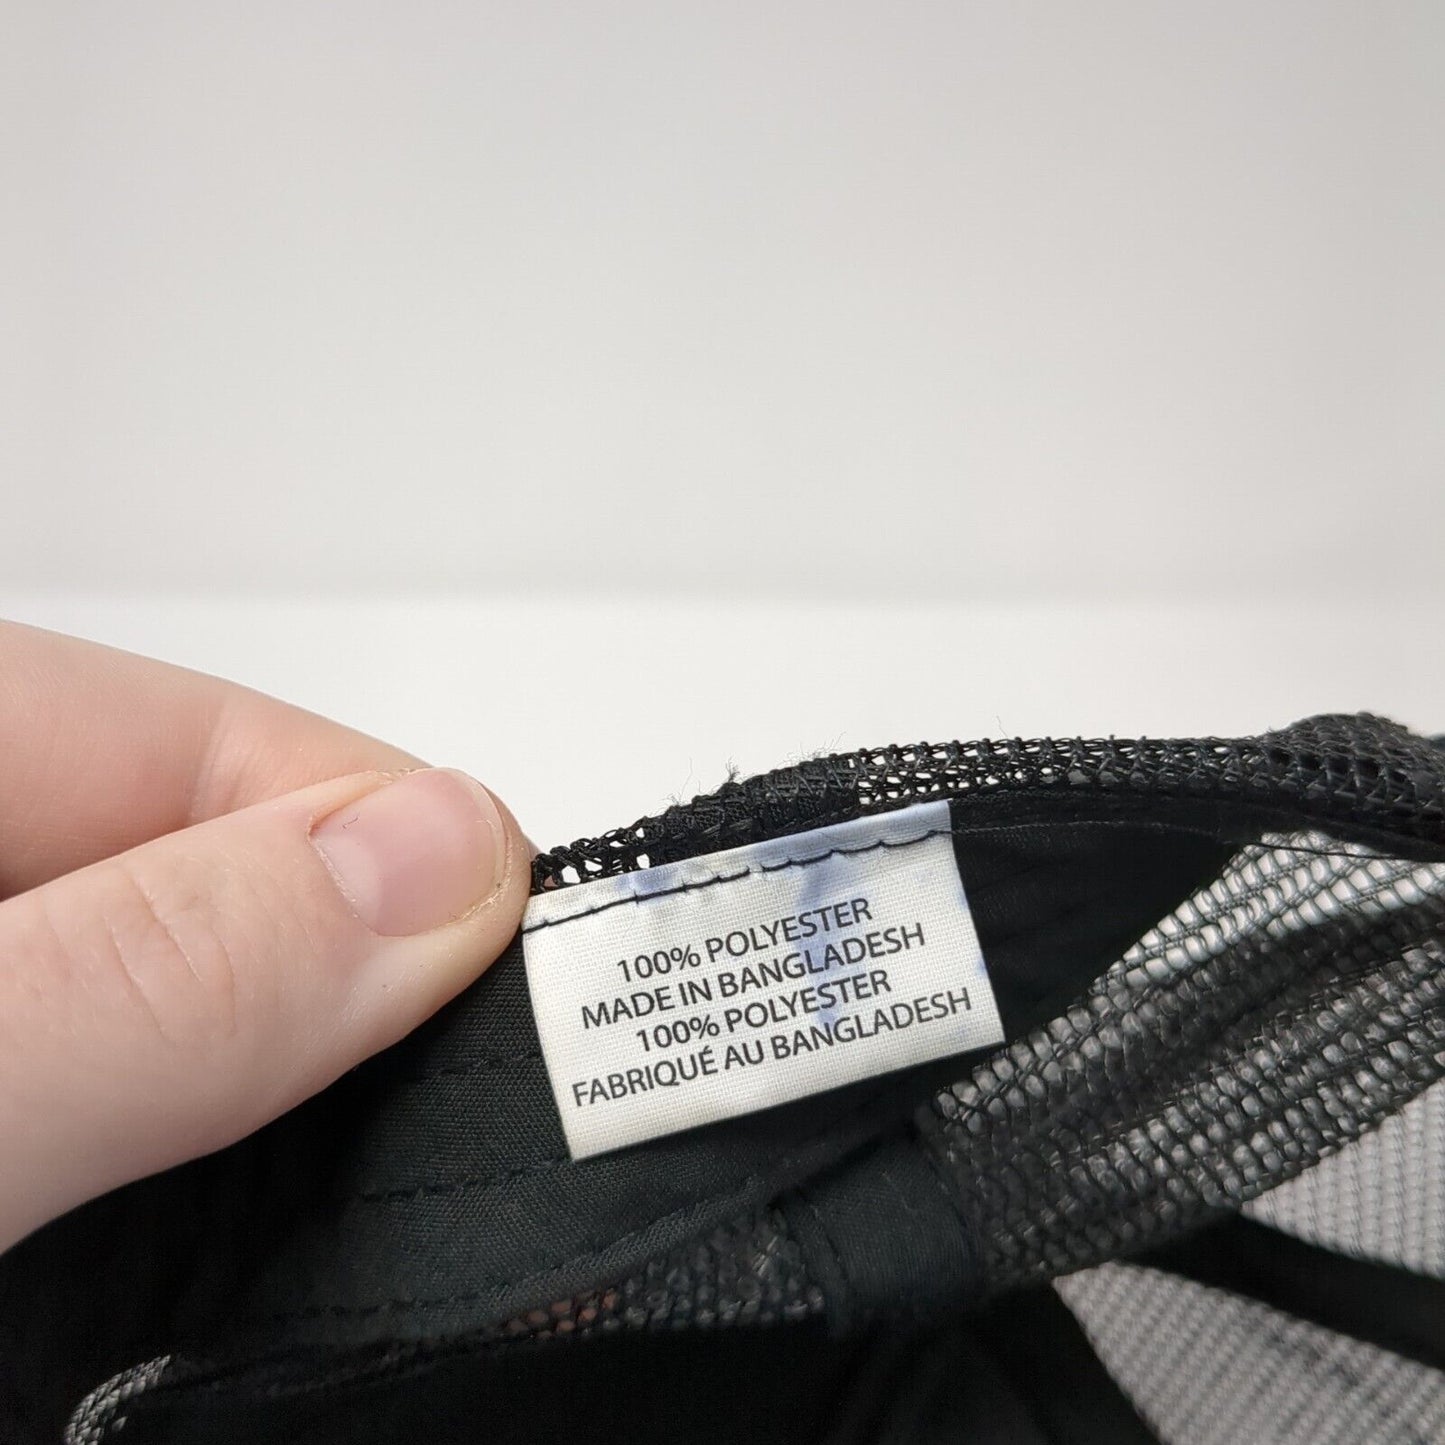 100% POLYESTER
MADE IN BANGLADESH
100% POLYESTER
FABRIQUÉ AU BANGLADESH